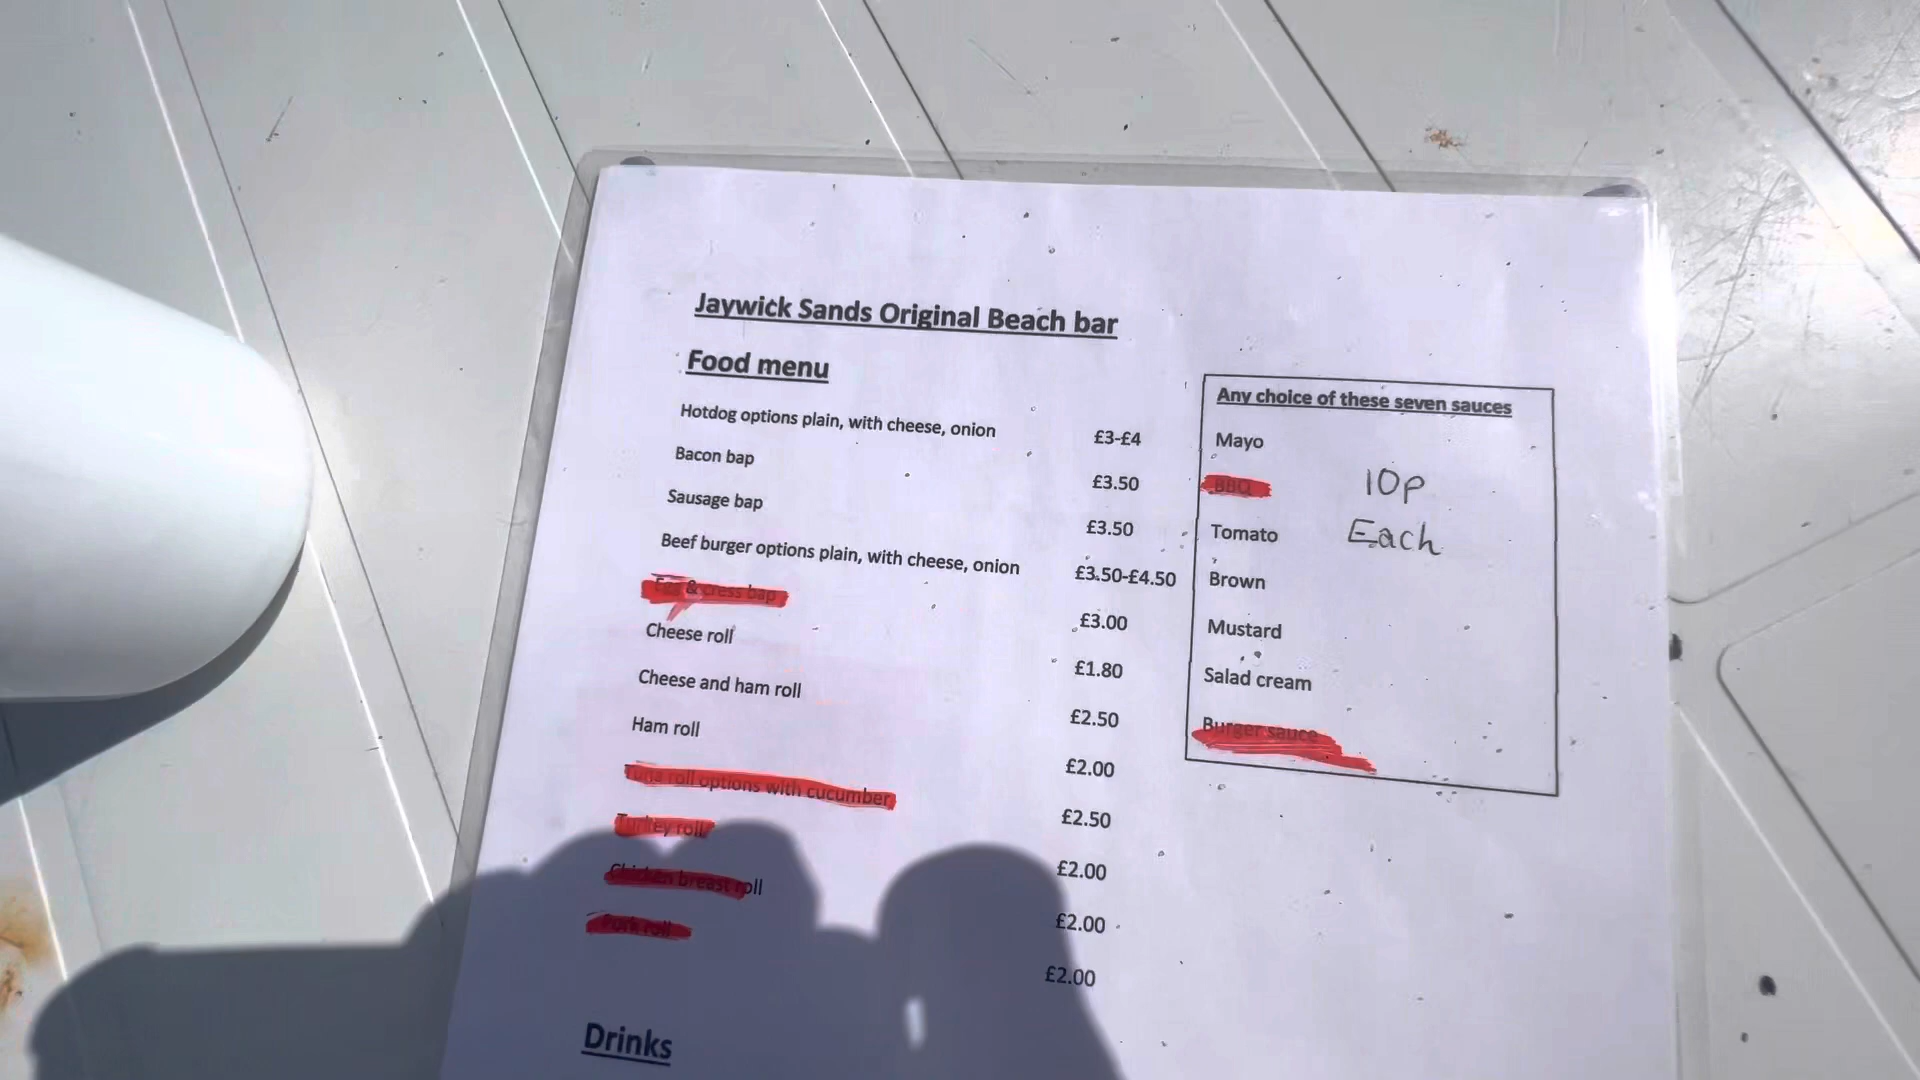 Jaywick Sands Original Beach bar
Food menu
Hotdog options plain, with cheese, onion £3-£4
Bacon bap £3.50
Sausage bap £3.50
Beef burger options plain, with cheese, onion £3.50-£4.50
Egg & cress bap £3.00
Cheese roll £1.80
Cheese and ham roll £2.50
Ham roll £2.00
Tuna roll options with cucumber £2.50
Turkey roll £2.00
Chicken breast roll £2.00
Pork roll £2.00
Drinks
Any choice of these seven sauces
Mayo
BBQ
Tomato
Brown
Mustard
Salad cream
Burger sauce
10p
Each